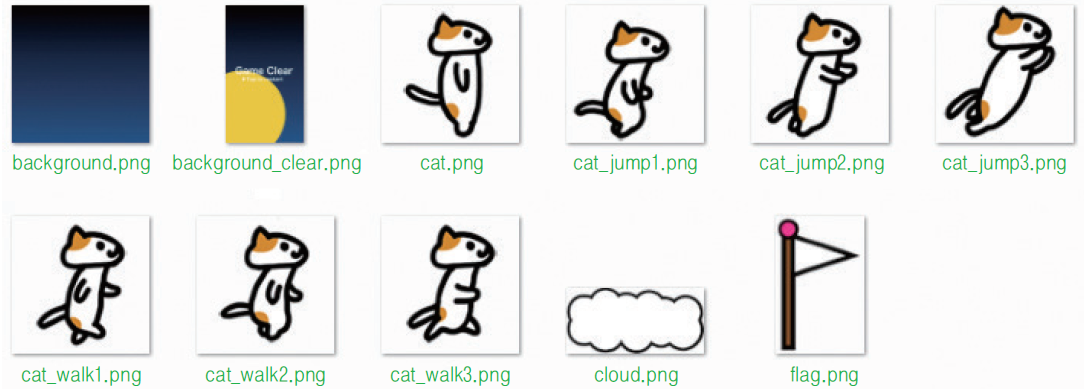 Game Clear
background.png
background_clear.png
cat.png
cat_jump1.png
cat_jump2.png
cat_jump3.png
cat_walk1.png
cat_walk2.png
cat_walk3.png
cloud.png
flag.png